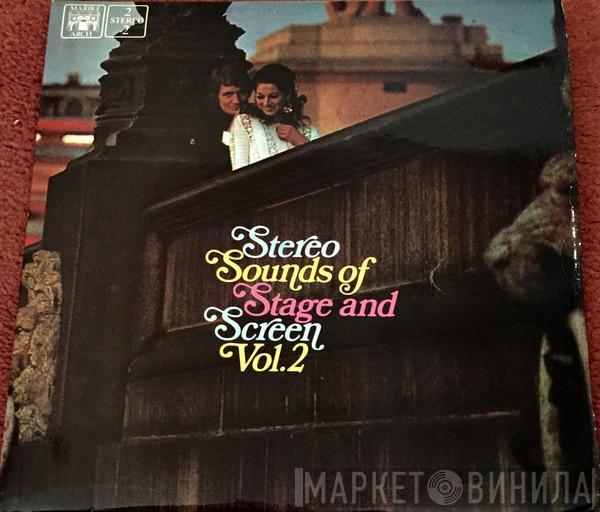 MARBLE
ARCH
2
STEREO
2
Stereo
Sounds of
Stage and
Screen
Vol.2
МАРКЕТ ВИНИЛА